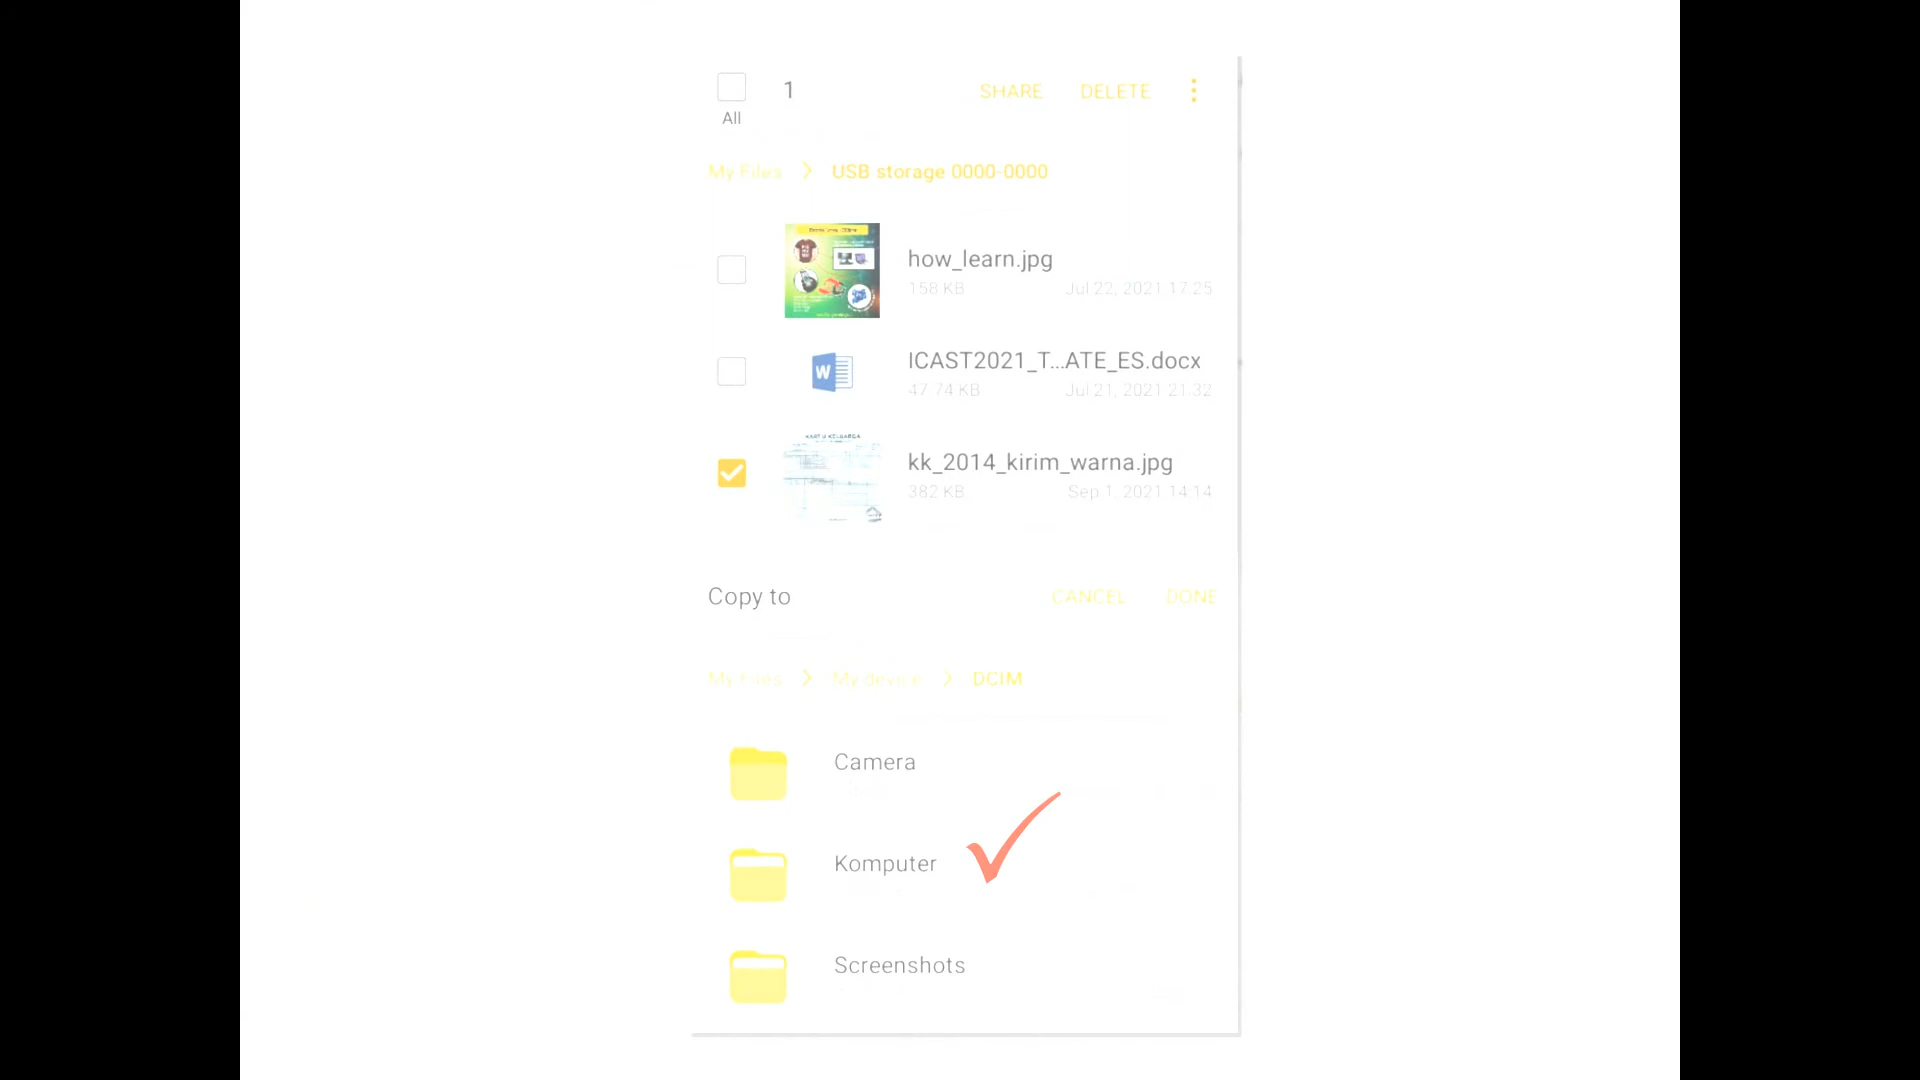 1 SHARE DELETE
All
My Files > USB storage 0000-0000
how_learn.jpg
158 KB Jul 22, 2021 17:25
ICAST2021_T...ATE_ES.docx
47.74 KB Jul 21, 2021 21:32
KARTU KELUARGA
kk_2014_kirim_warna.jpg
382 KB Sep 1, 2021 14:14
Copy to CANCEL DONE
My Files > My device > DCIM
Camera
Komputer
Screenshots